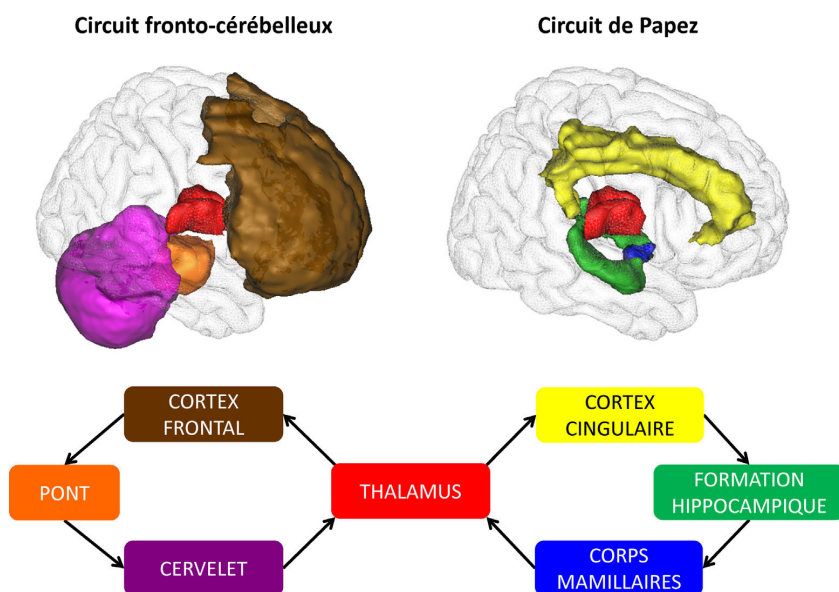 Circuit fronto-cérébelleux
Circuit de Papez
CORTEX
FRONTAL
CORTEX
CINGULAIRE
PONT
THALAMUS
FORMATION
HIPPOCAMPIQUE
CERVELET
CORPS
MAMILLAIRES